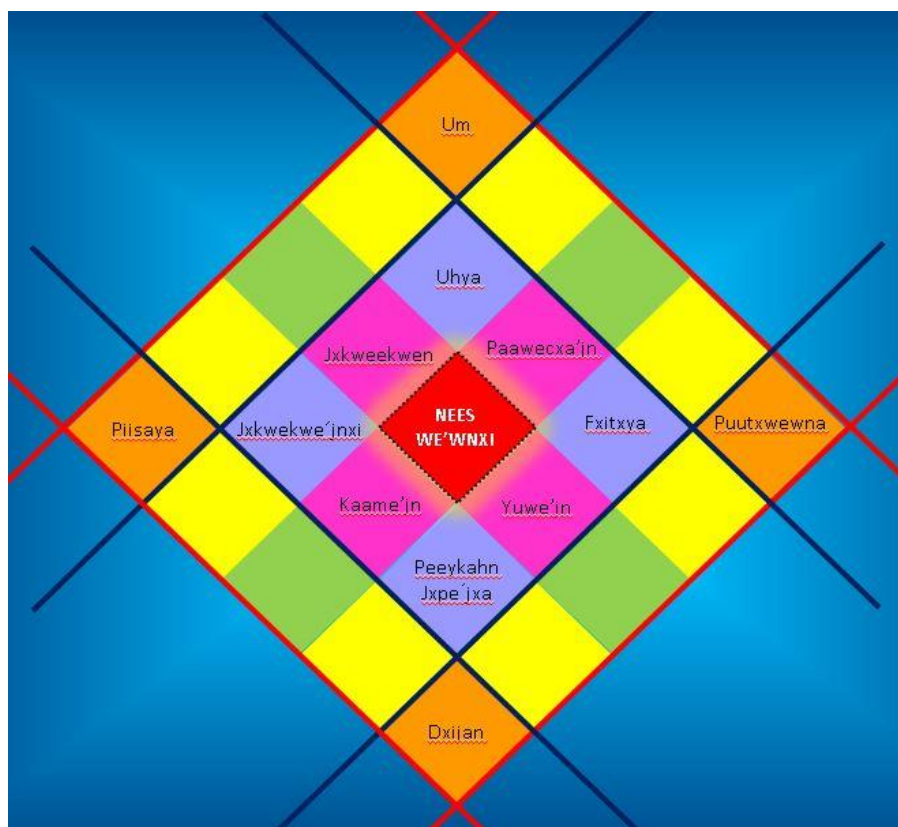 Um
Uhya
Jxkweekwen
Paawecxa’jn
Piisaya
Jxkwekwe´jnxi
NEES
WE’WNXI
Fxitxya
Puutxwewna
Kaame’jn
Yuwe’in
Peeykahn
Jxpe´jxa
Dxijan